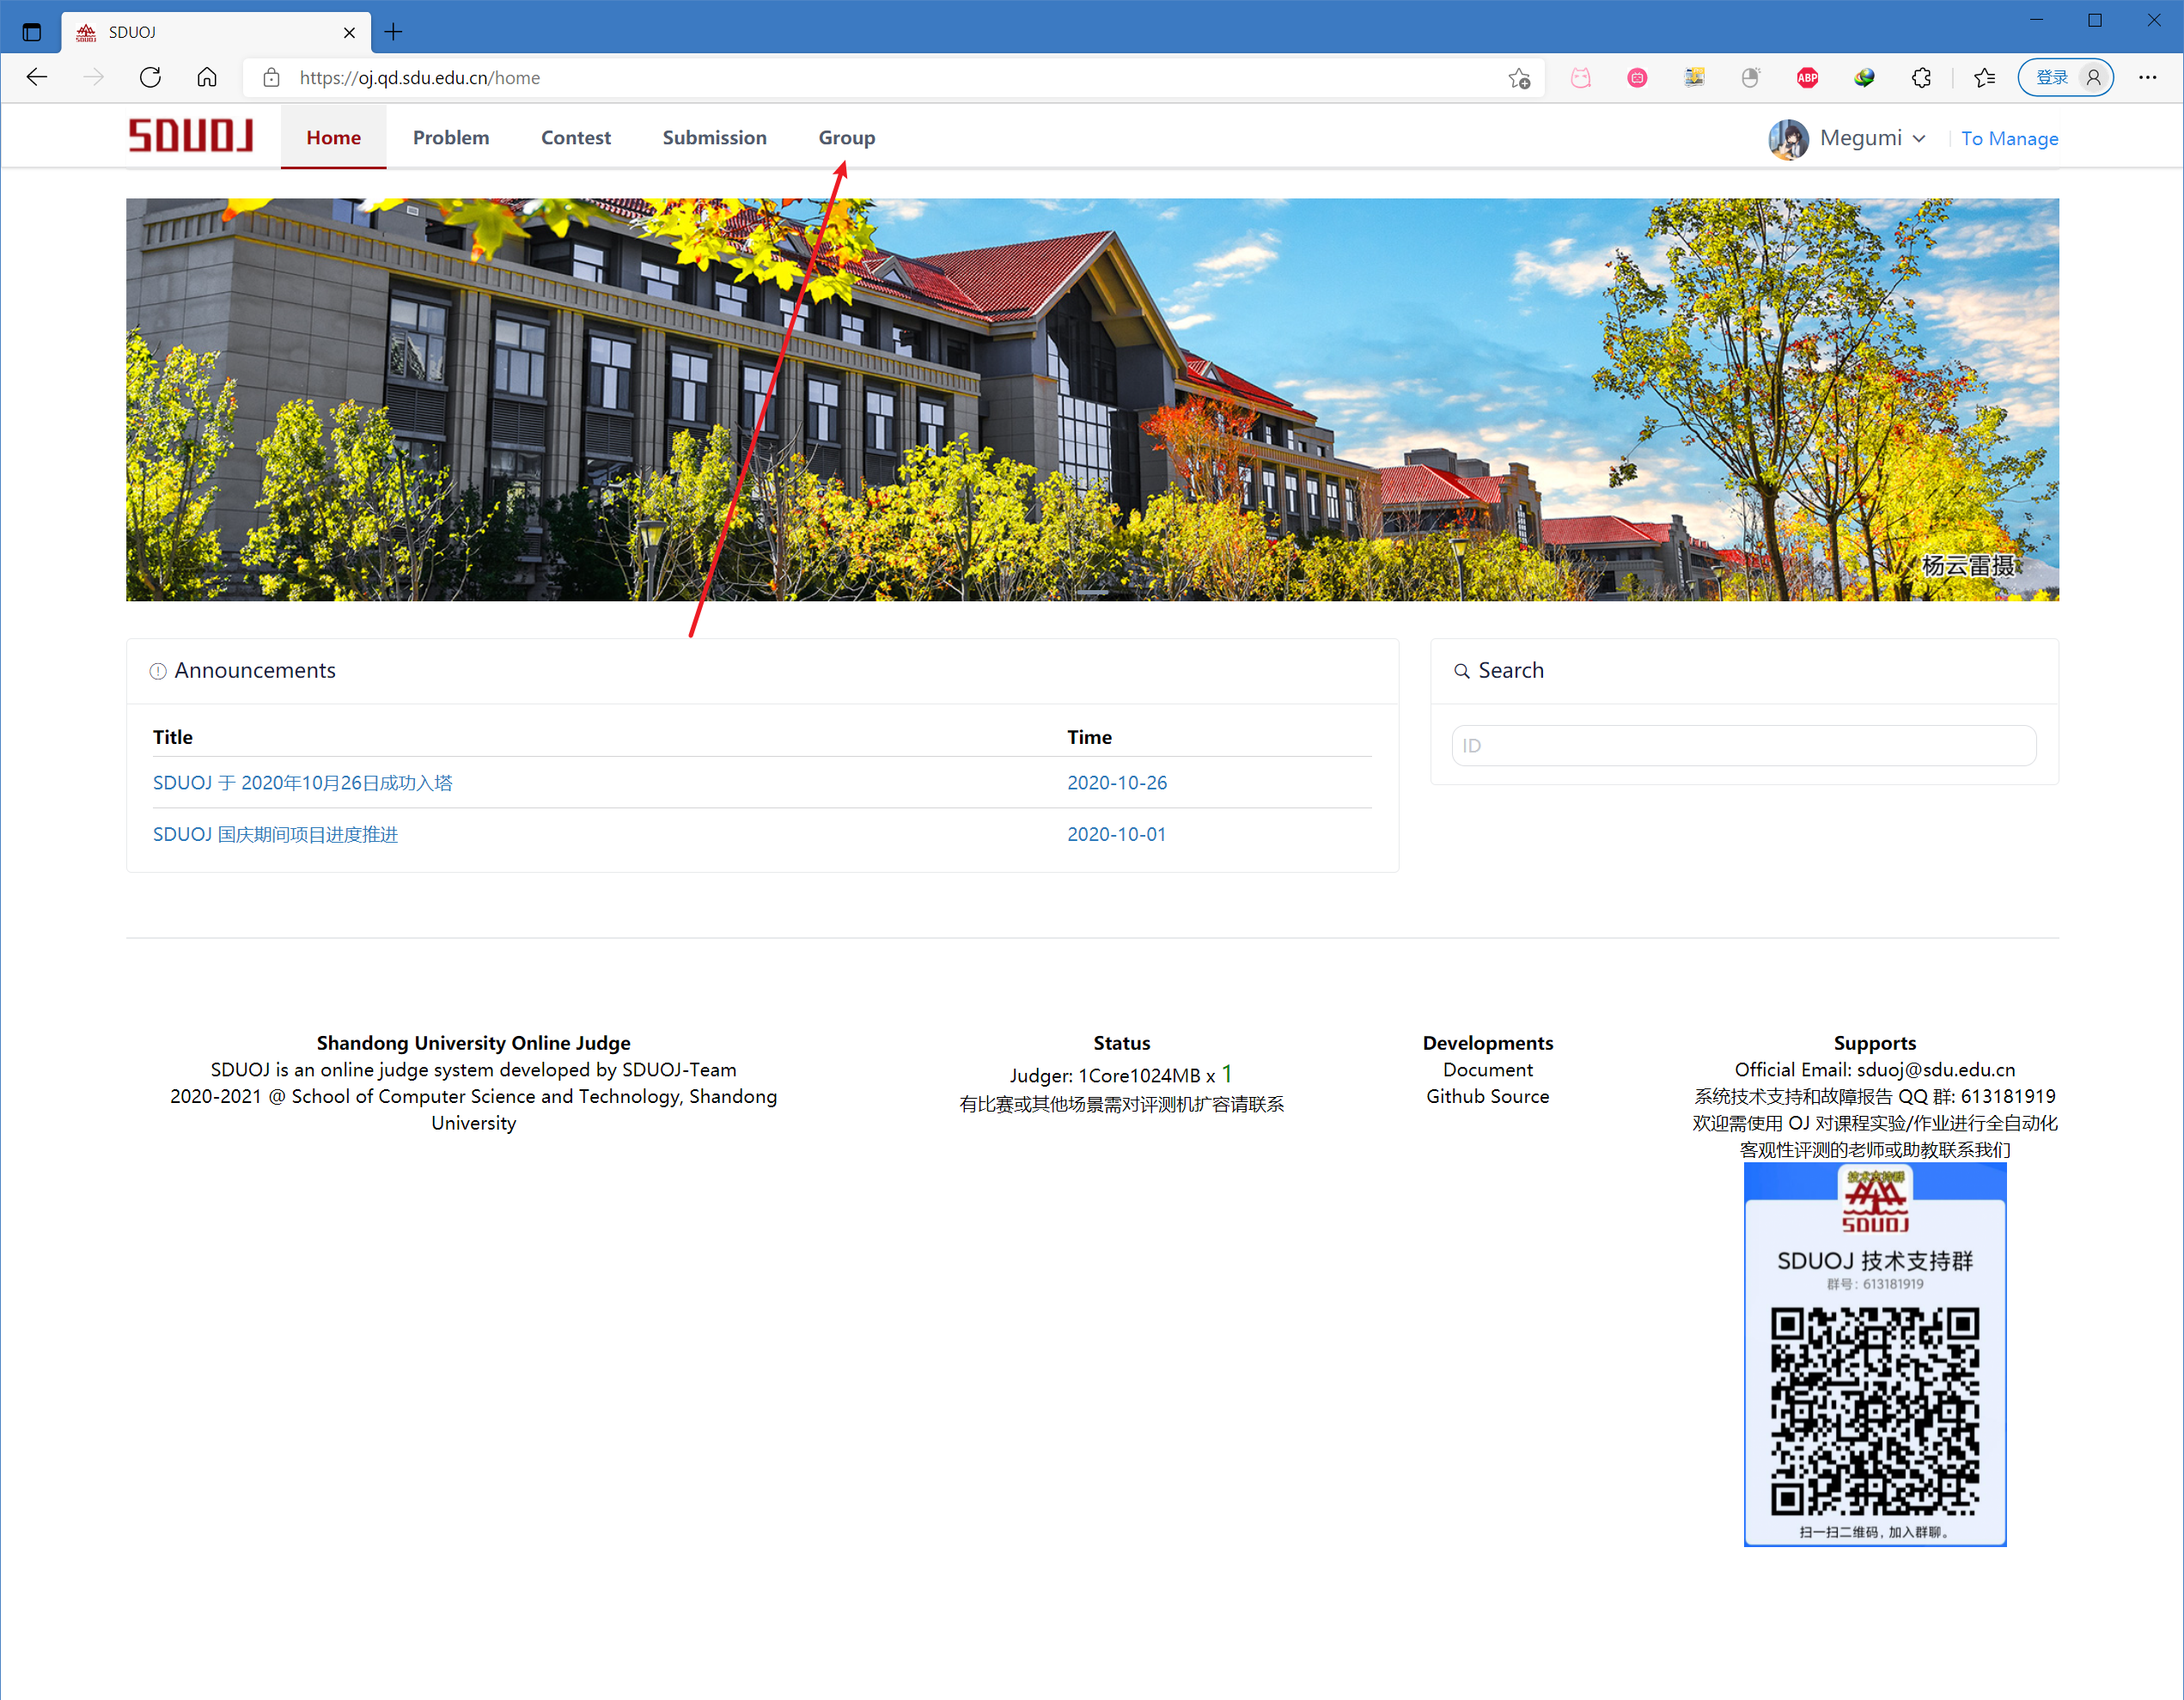 SDUOJ
https://oj.qd.sdu.edu.cn/home
ABP
登录
SDUOJ
Home
Problem
Contest
Submission
Group
Megumi
To Manage
杨云雷摄
Announcements
Title
Time
SDUOJ 于 2020年10月26日成功入塔
2020-10-26
SDUOJ 国庆期间项目进度推进
2020-10-01
Search
ID
Shandong University Online Judge
SDUOJ is an online judge system developed by SDUOJ-Team
2020-2021 @ School of Computer Science and Technology, Shandong
University
Status
Judger: 1Core1024MB x 1
有比赛或其他场景需对评测机扩容请联系
Developments
Document
Github Source
Supports
Official Email: sduoj@sdu.edu.cn
系统技术支持和故障报告 QQ 群: 613181919
欢迎需使用 OJ 对课程实验/作业进行全自动化
客观性评测的老师或助教联系我们
技术支持群
SDUOJ
SDUOJ 技术支持群
群号: 613181919
扫一扫二维码, 加入群聊。